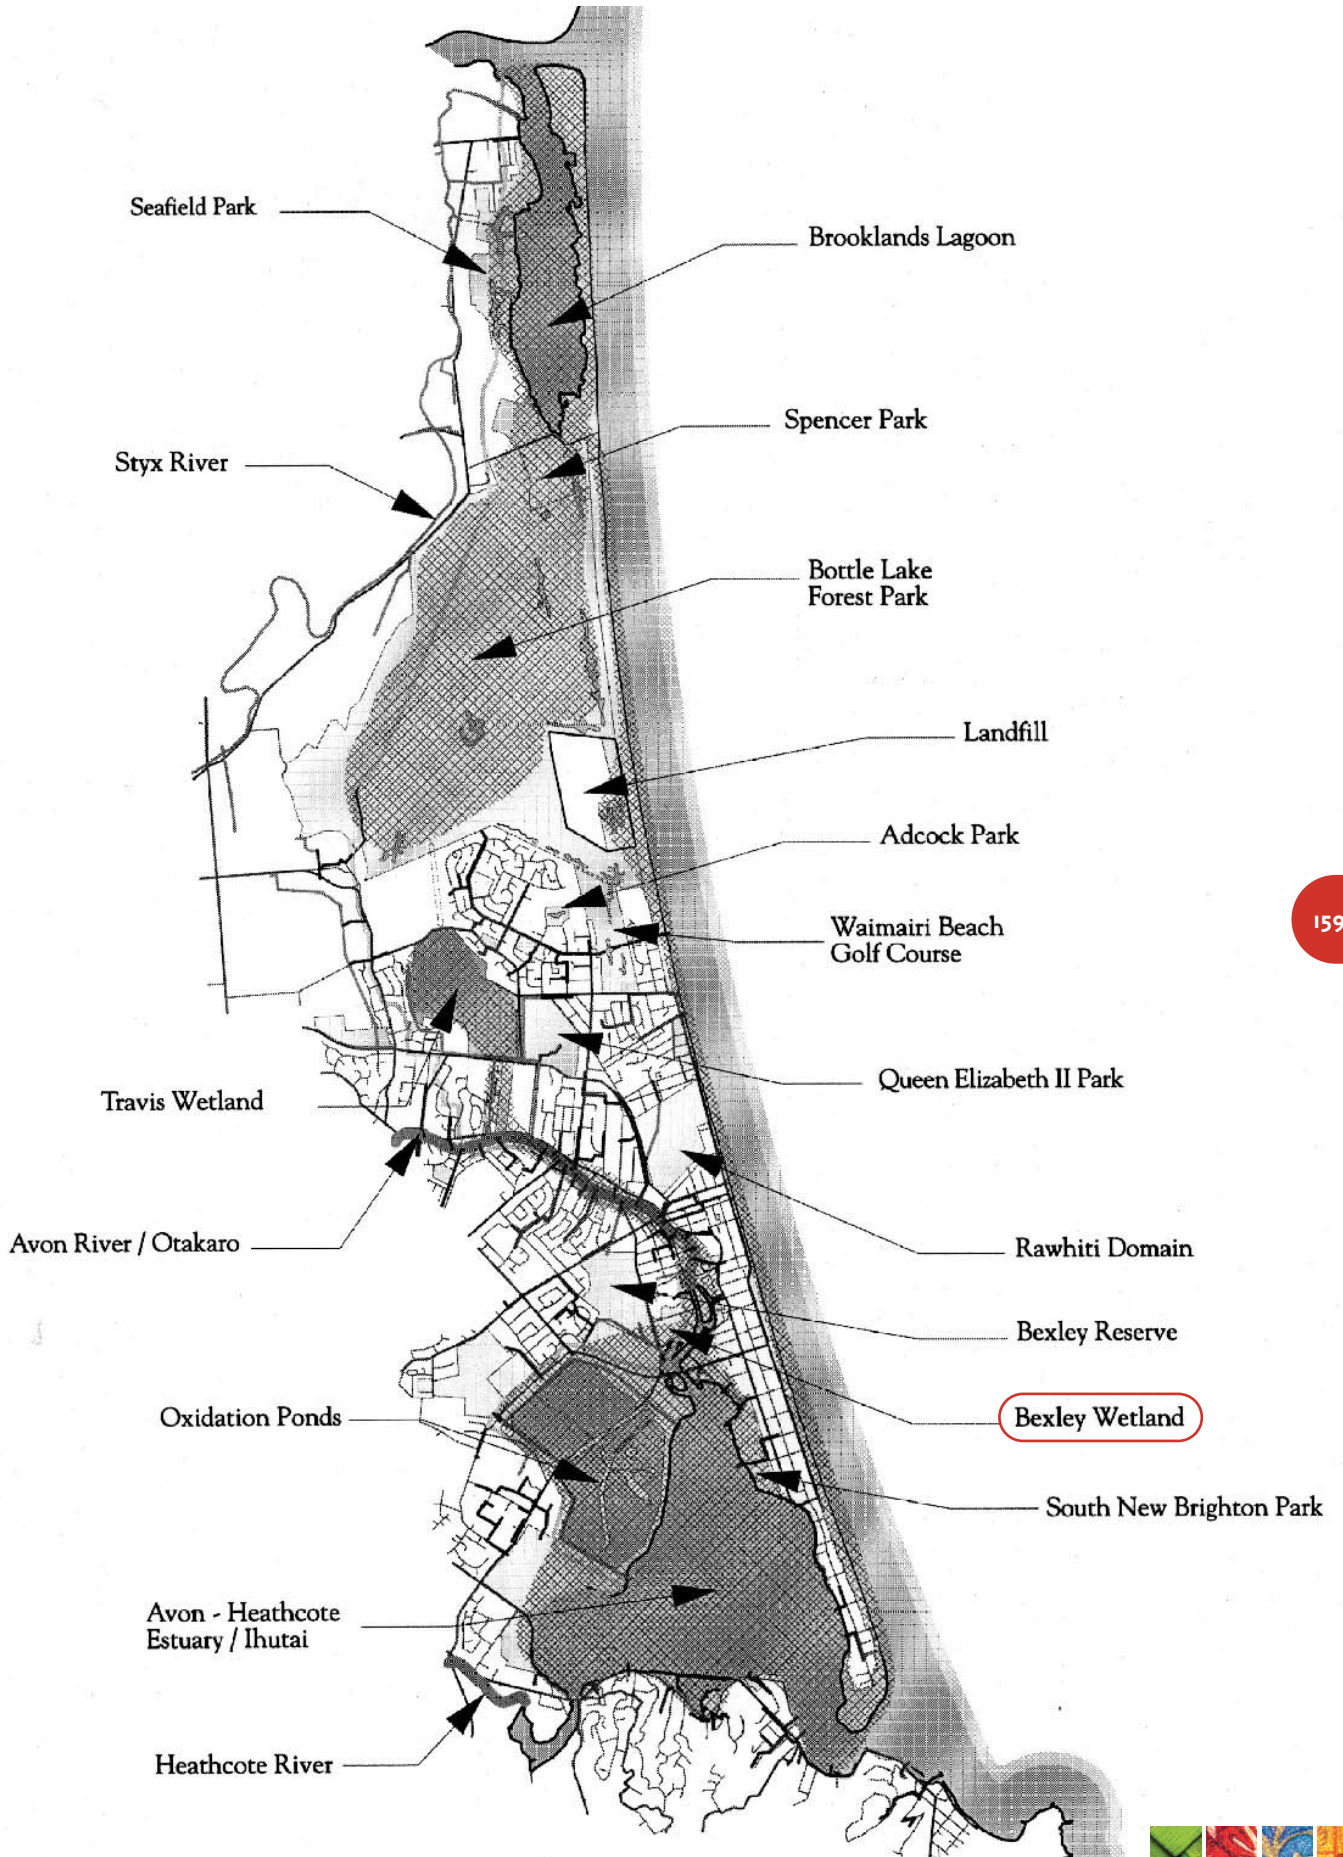 Seafield Park
Brooklands Lagoon
Spencer Park
Styx River
Bottle Lake
Forest Park
Landfill
Adcock Park
159
Waimairi Beach
Golf Course
Queen Elizabeth II Park
Travis Wetland
Avon River / Otakaro
Rawhiti Domain
Bexley Reserve
Bexley Wetland
Oxidation Ponds
South New Brighton Park
Avon - Heathcote
Estuary / Ihutai
Heathcote River